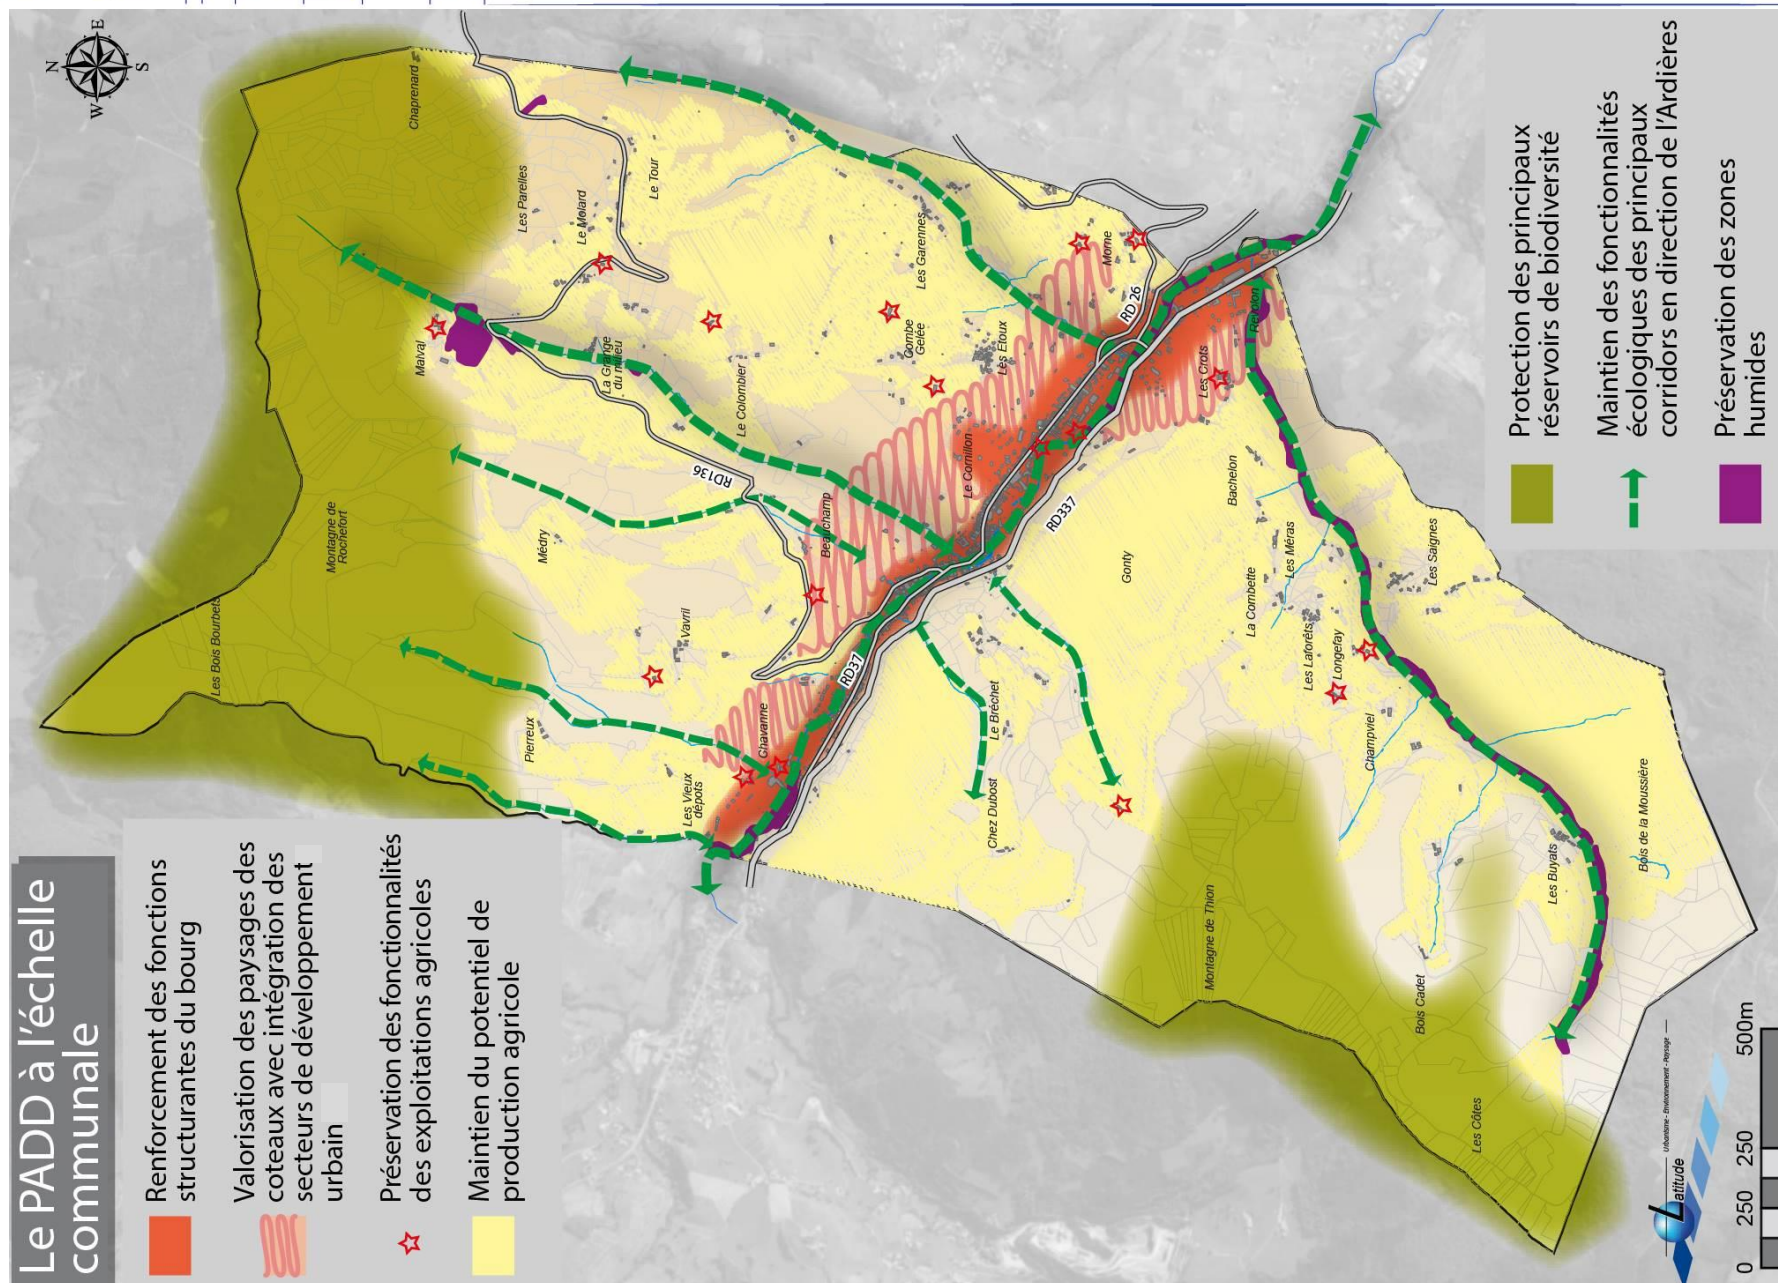 Le PADD à l'échelle
communale
Renforcement des fonctions
structurantes du bourg
Valorisation des paysages des
coteaux avec intégration des
secteurs de développement
urbain
Préservation des fonctionnalités
des exploitations agricoles
Maintien du potentiel de
production agricole
Protection des principaux
réservoirs de biodiversité
Maintien des fonctionnalités
écologiques des principaux
corridors en direction de l'Ardières
Préservation des zones
humides
N
S
W
E
Chaprenard
Les Parelles
Le Molard
Le Tour
Malval
La Grange
du milieu
Le Colombier
Combe
Gelée
Les Garennes
Les Etoux
Morne
RD 26
Montagne de
Rochefort
Les Bois Bourbets
Médry
RD136
Beauchamp
Le Cornillon
Vavril
Pierreux
Chavanne
Les Vieux
dépots
RD37
RD337
Les Crots
Revolon
Gonty
Bachelon
La Combette
Les Méras
Les Saignes
Les Laforêts
Longefay
Champviel
Le Bréchet
Chez Dubost
Montagne de Thion
Les Buyats
Bois de la Moussière
Bois Cadet
Les Côtes
Latitude
Urbanisme - Environnement - Paysage
0
250
250
500m